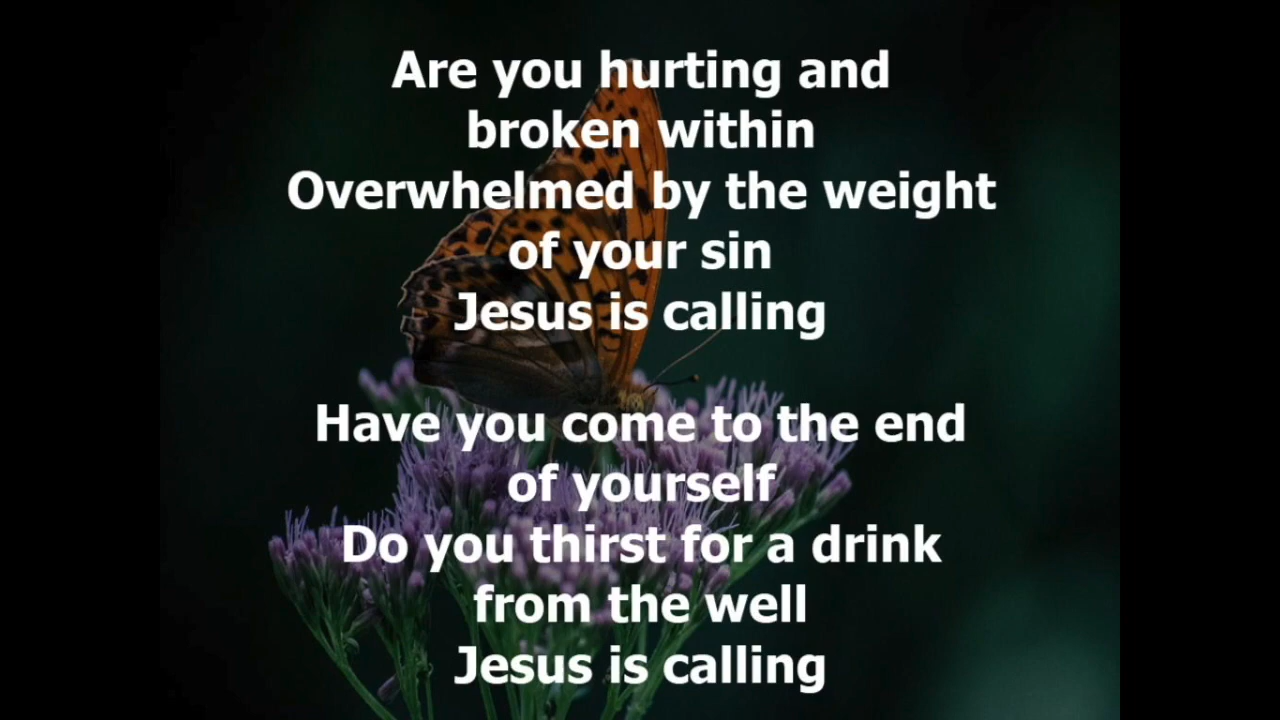 Are you hurting and
broken within
Overwhelmed by the weight
of your sin
Jesus is calling
Have you come to the end
of yourself
Do you thirst for a drink
from the well
Jesus is calling